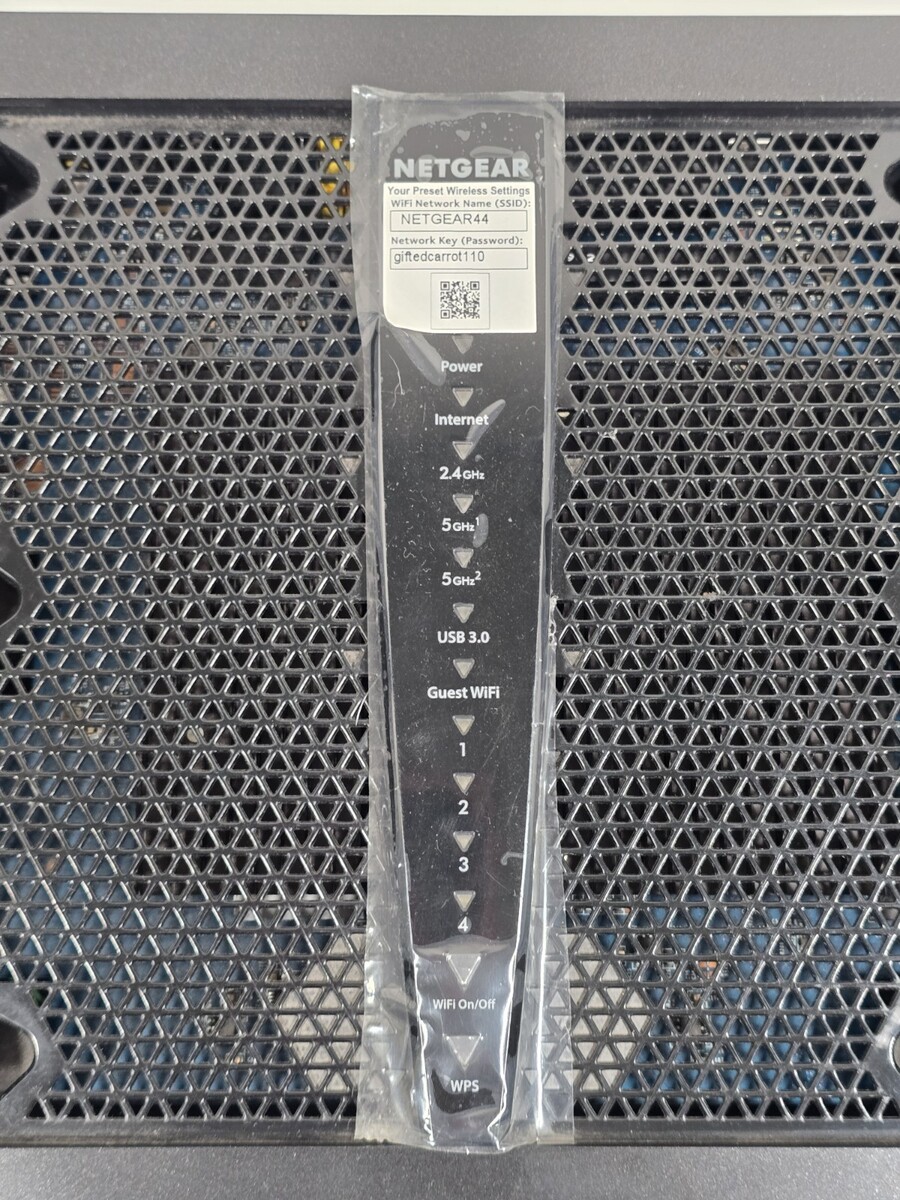 NETGEAR
Your Preset Wireless Settings
WiFi Network Name (SSID):
NETGEAR44
Network Key (Password):
giftedcarrot110
Power
Internet
2.4GHz
5GHz¹
5GHz²
USB 3.0
Guest WiFi
1
2
3
4
WiFi On/Off
WPS